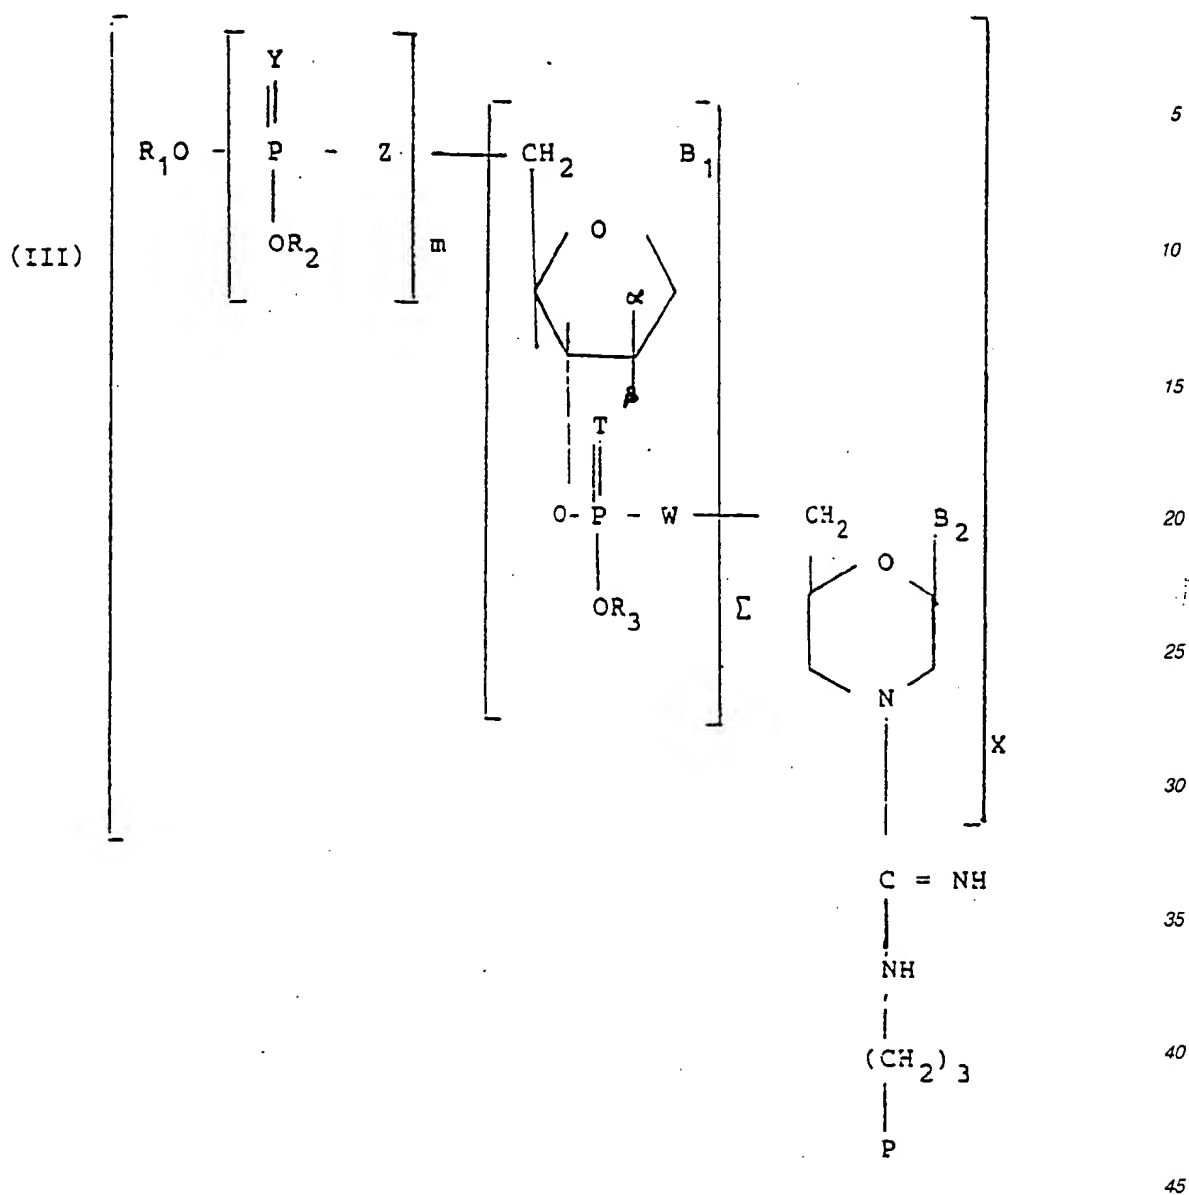 Y
5
R1O - P - Z CH2 B1
O
(III) OR2 m 10
α
β 15
T
O- P - W CH2 B2 20
O
OR3 Σ
25
N
X
30
C = NH
35
NH
(CH2)3 40
P
45